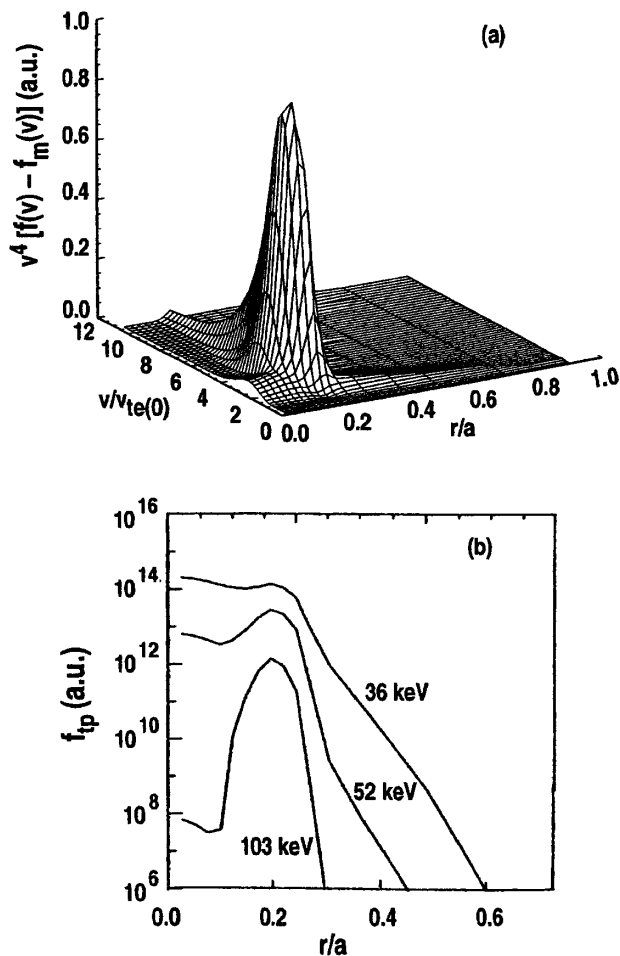 (a)
v⁴ [f(v) – fₘ(v)] (a.u.)
1.0
0.8
0.6
0.4
0.2
0.0
12
10
8
6
4
2
0
v/vₜₑ(0)
0.0
0.2
0.4
0.6
0.8
1.0
r/a
(b)
fₜₚ (a.u.)
10¹⁶
10¹⁴
10¹²
10¹⁰
10⁸
10⁶
36 keV
52 keV
103 keV
0.0
0.2
0.4
0.6
r/a